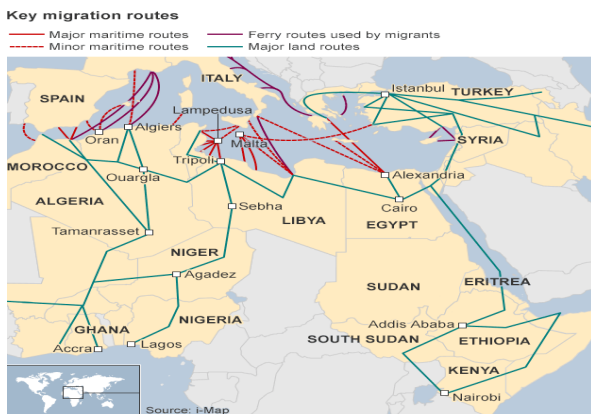 Key migration routes
Major maritime routes
Ferry routes used by migrants
Minor maritime routes
Major land routes
ITALY
Istanbul
TURKEY
SPAIN
Lampedusa
Oran
Algiers
Malta
SYRIA
MOROCCO
Tripoli
Ouargla
Alexandria
ALGERIA
Sebha
Cairo
LIBYA
EGYPT
Tamanrasset
NIGER
Agadez
SUDAN
ERITREA
NIGERIA
GHANA
Addis Ababa
Accra
Lagos
SOUTH SUDAN
ETHIOPIA
KENYA
Nairobi
Source: i-Map